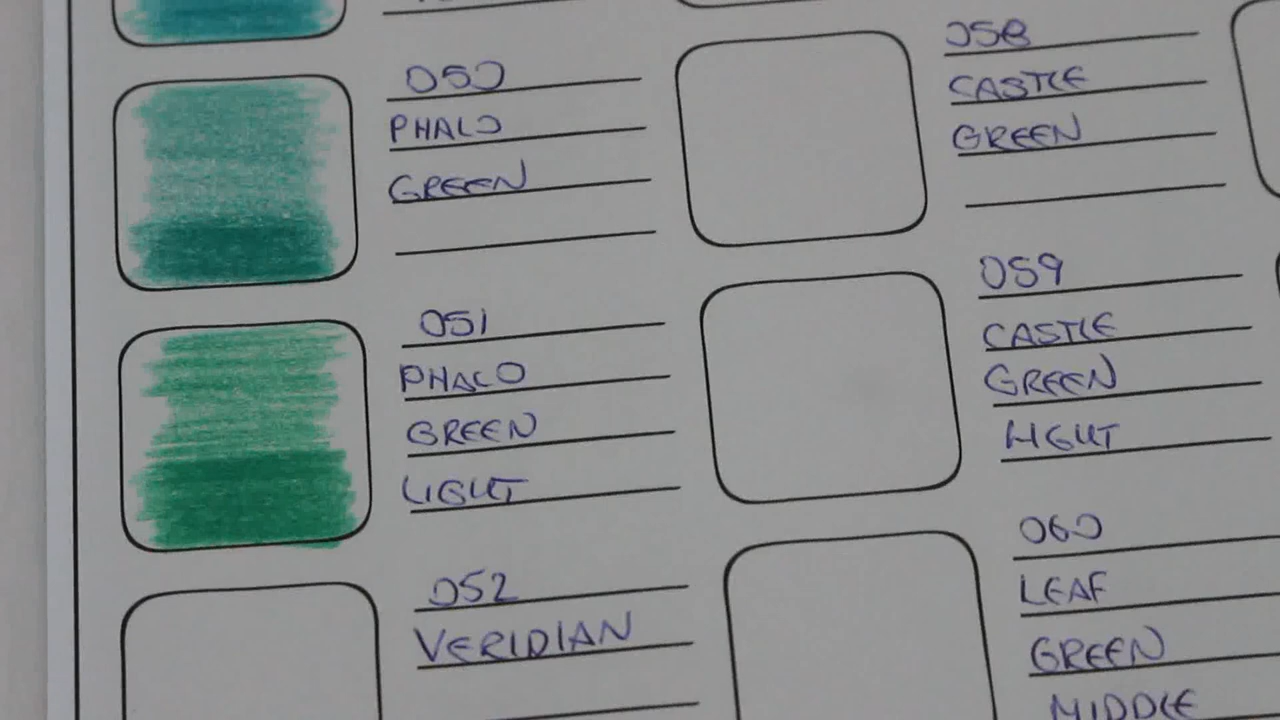 050
PHALO
GREEN
051
PHALO
GREEN
LIGHT
052
VERIDIAN
058
CASTLE
GREEN
059
CASTLE
GREEN
LIGHT
060
LEAF
GREEN
MIDDLE